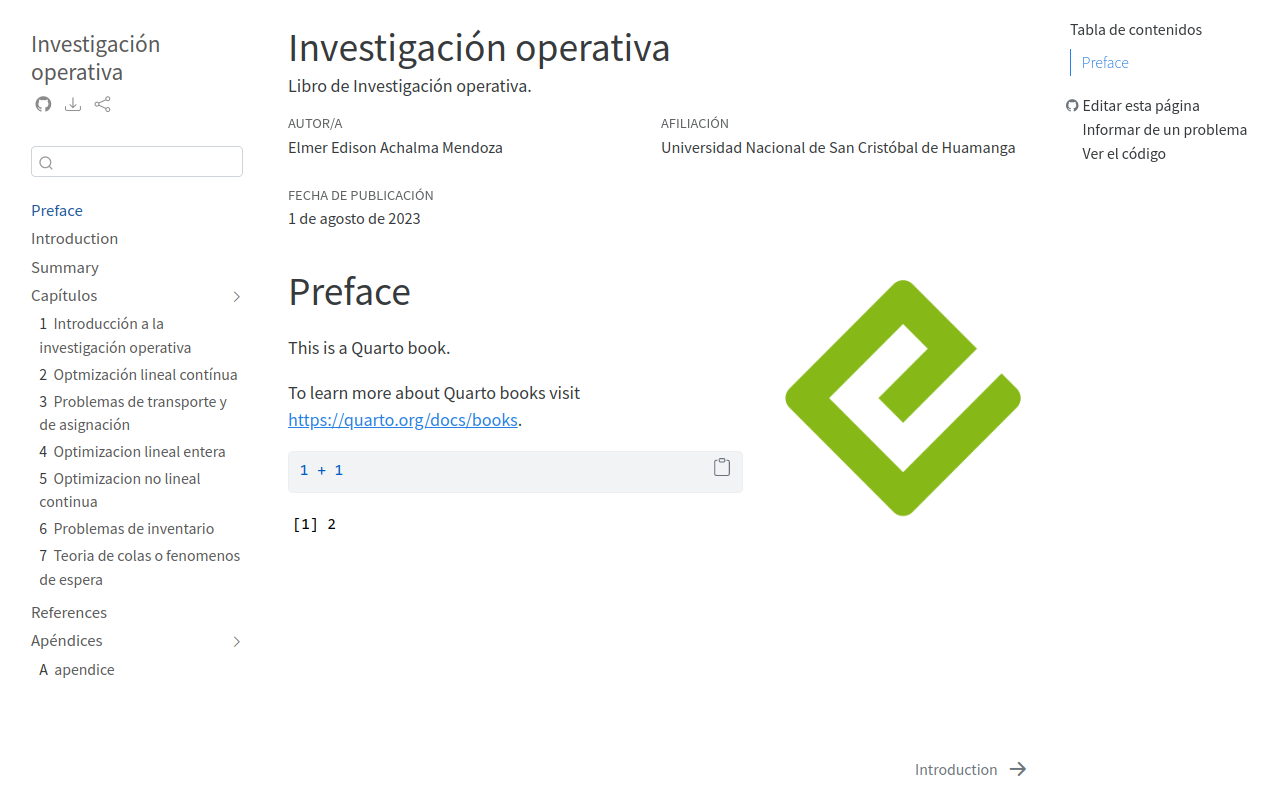 Investigación
operativa
Preface
Introduction
Summary
Capítulos
1 Introducción a la
investigación operativa
2 Optmización lineal contínua
3 Problemas de transporte y
de asignación
4 Optimizacion lineal entera
5 Optimizacion no lineal
continua
6 Problemas de inventario
7 Teoria de colas o fenomenos
de espera
References
Apéndices
A apendice
Investigación operativa
Libro de Investigación operativa.
AUTOR/A
Elmer Edison Achalma Mendoza
AFILIACIÓN
Universidad Nacional de San Cristóbal de Huamanga
FECHA DE PUBLICACIÓN
1 de agosto de 2023
Preface
This is a Quarto book.
To learn more about Quarto books visit
https://quarto.org/docs/books.
1 + 1
[1] 2
Introduction
Tabla de contenidos
Preface
Editar esta página
Informar de un problema
Ver el código